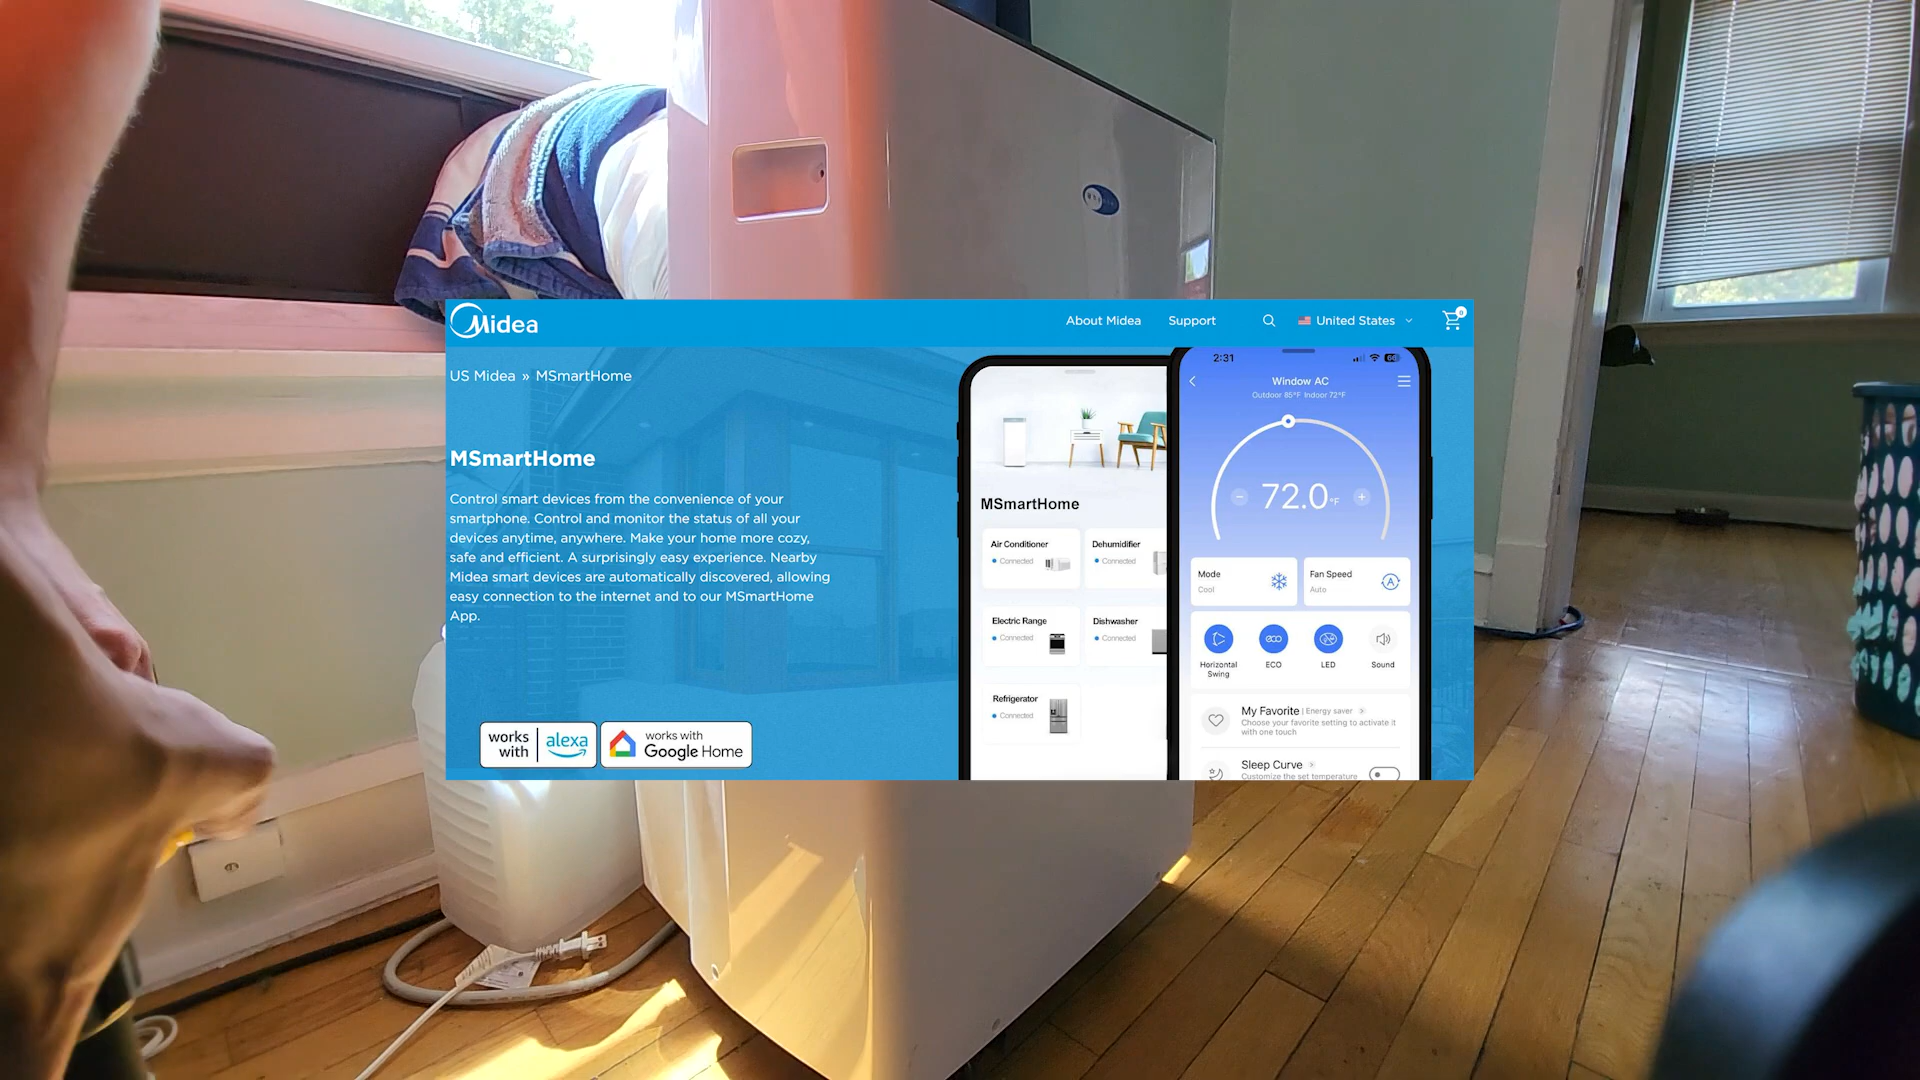 Midea
About Midea
Support
United States
0
US Midea » MSmartHome
MSmartHome
Control smart devices from the convenience of your
smartphone. Control and monitor the status of all your
devices anytime, anywhere. Make your home more cozy,
safe and efficient. A surprisingly easy experience. Nearby
Midea smart devices are automatically discovered, allowing
easy connection to the internet and to our MSmartHome
App.
works
with
alexa
works with
Google Home
MSmartHome
Air Conditioner
Connected
Dehumidifier
Connected
Electric Range
Connected
Dishwasher
Connected
Refrigerator
Connected
2:31
Window AC
Outdoor 85°F Indoor 72°F
72.0°F
Mode
Cool
Fan Speed
A
Auto
Horizontal
Swing
eco
ECO
LED
Sound
My Favorite | Energy saver >
Choose your favorite setting to activate it
with one touch
Sleep Curve >
Customize the set temperature